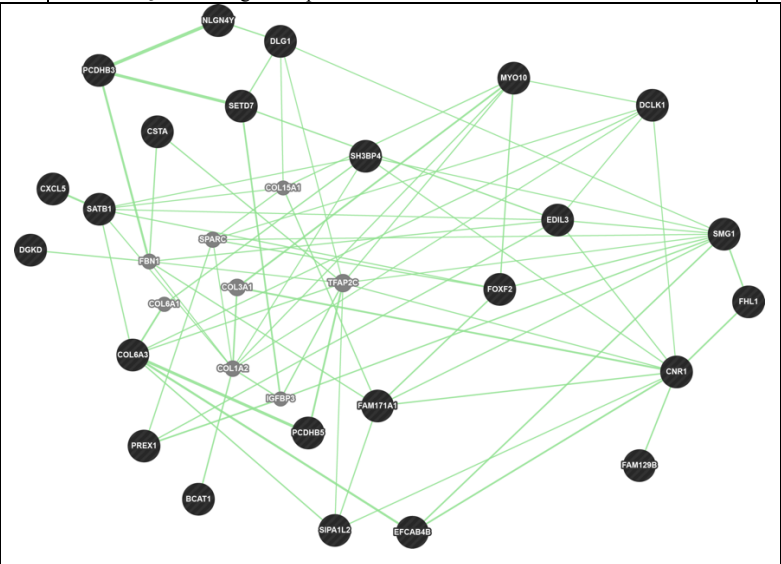 NLGN4Y
DLG1
PCDHB3
MYO10
SETD7
DCLK1
CSTA
SH3BP4
CXCL5
COL15A1
SATB1
EDIL3
SMG1
SPARC
DGKD
FBN1
TFAP2C
COL3A1
FOXF2
COL6A1
FHL1
COL6A3
COL1A2
CNR1
IGFBP3
FAM171A1
PCDHB5
PREX1
FAM129B
BCAT1
SIPA1L2
EFCAB4B